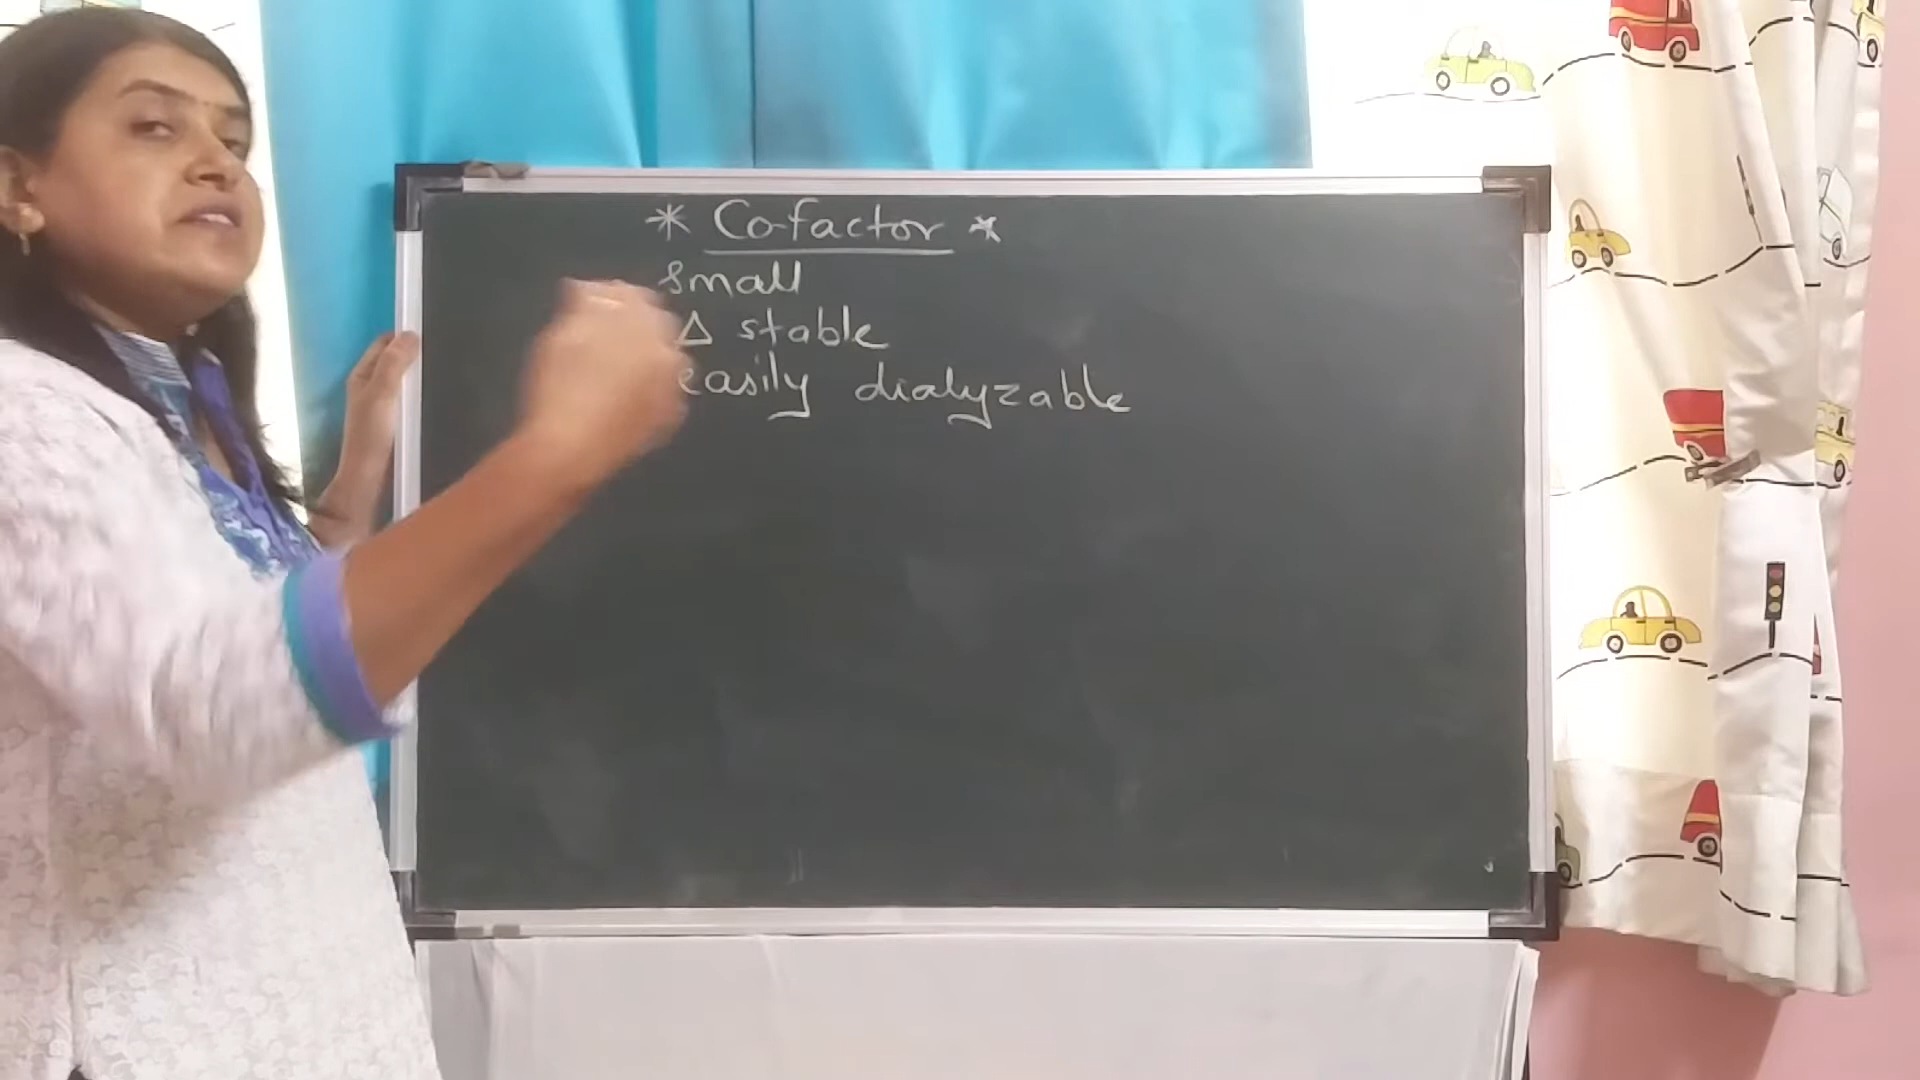 * Cofactor *
small
Δ stable
easily dialyzable